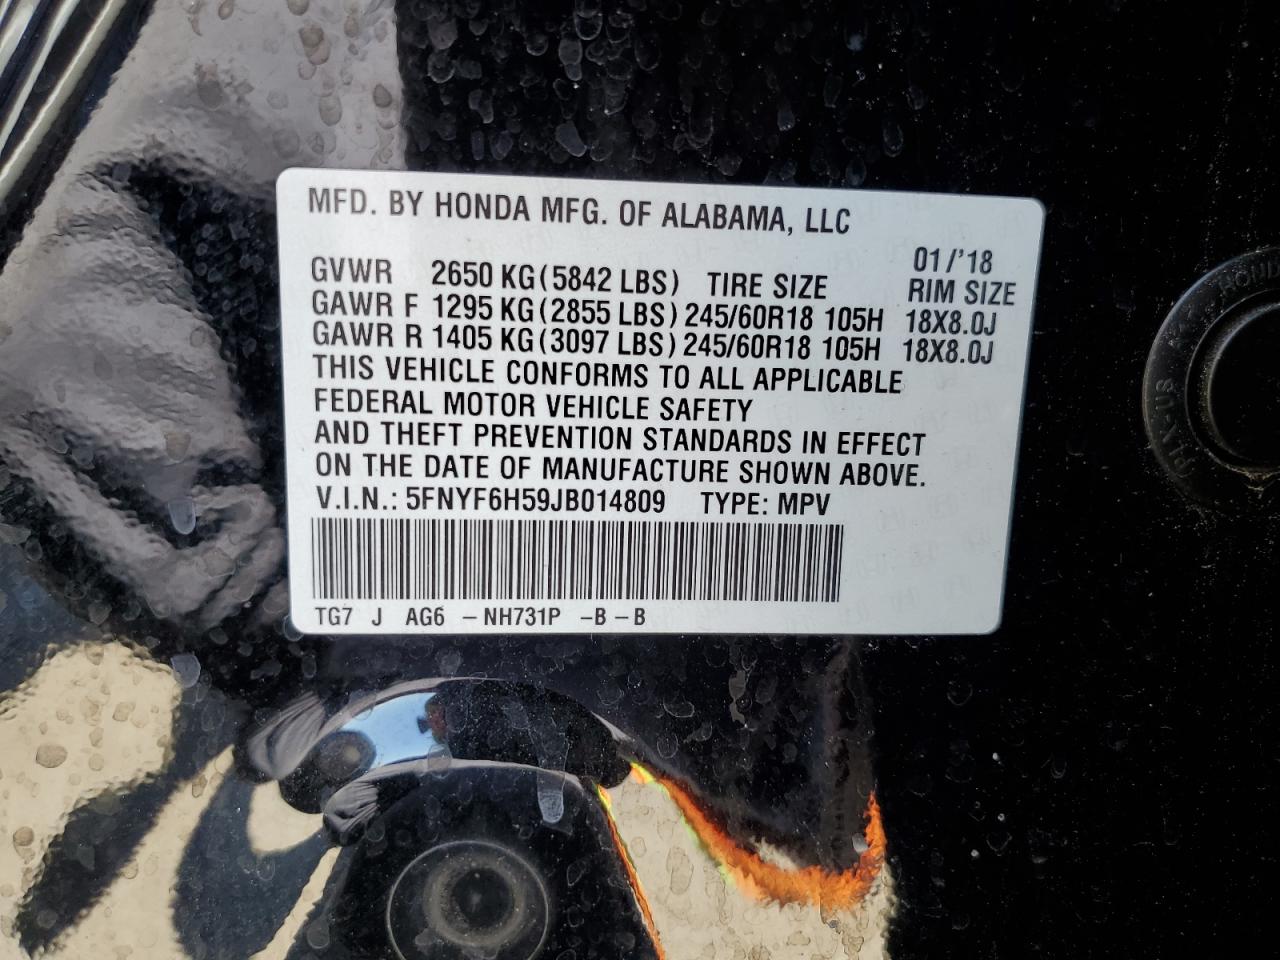 MFD. BY HONDA MFG. OF ALABAMA, LLC
01/'18
GVWR 2650 KG (5842 LBS) TIRE SIZE RIM SIZE
GAWR F 1295 KG (2855 LBS) 245/60R18 105H 18X8.0J
GAWR R 1405 KG (3097 LBS) 245/60R18 105H 18X8.0J
THIS VEHICLE CONFORMS TO ALL APPLICABLE
FEDERAL MOTOR VEHICLE SAFETY
AND THEFT PREVENTION STANDARDS IN EFFECT
ON THE DATE OF MANUFACTURE SHOWN ABOVE.
V.I.N.: 5FNYF6H59JB014809 TYPE: MPV
TG7 J AG6 – NH731P –B – B
HONDA